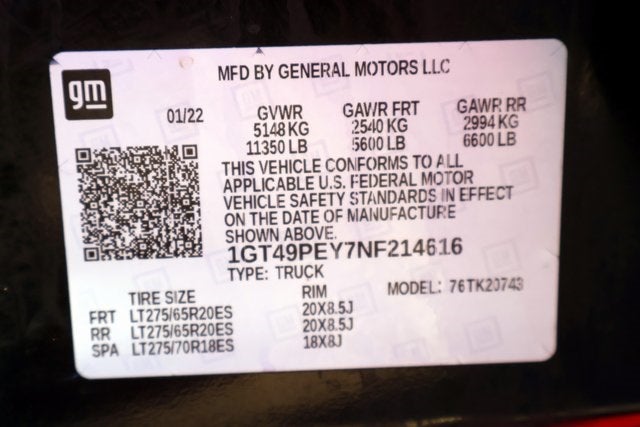 gm
MFD BY GENERAL MOTORS LLC
01/22 GVWR GAWR FRT GAWR RR
5148 KG 2540 KG 2994 KG
11350 LB 5600 LB 6600 LB
THIS VEHICLE CONFORMS TO ALL
APPLICABLE U.S. FEDERAL MOTOR
VEHICLE SAFETY STANDARDS IN EFFECT
ON THE DATE OF MANUFACTURE
SHOWN ABOVE.
1GT49PEY7NF214616
TYPE: TRUCK
TIRE SIZE RIM MODEL: 76TK20743
FRT LT275/65R20ES 20X8.5J
RR LT275/65R20ES 20X8.5J
SPA LT275/70R18ES 18X8J